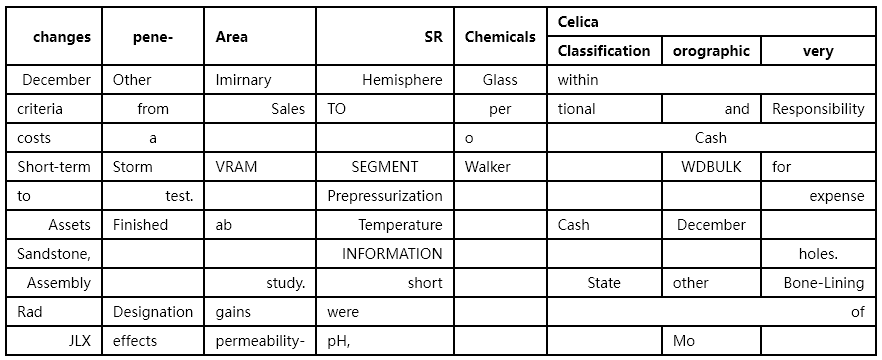 changes pene- Area SR Chemicals Celica
Classification orographic very
December Other Imirnary Hemisphere Glass within
criteria from Sales TO per tional and Responsibility
costs a o Cash
Short-term Storm VRAM SEGMENT Walker WDBULK for
to test. Prepressurization expense
Assets Finished ab Temperature Cash December
Sandstone, INFORMATION holes.
Assembly study. short State other Bone-Lining
Rad Designation gains were of
JLX effects permeability- pH, Mo